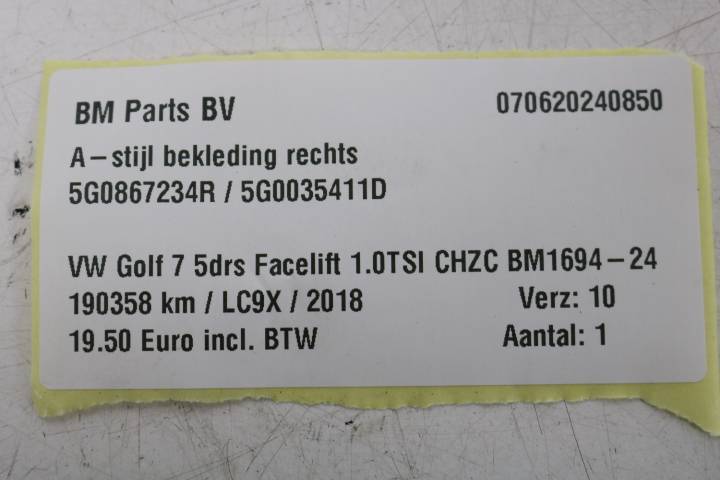 BM Parts BV 070620240850
A-stijl bekleding rechts
5G0867234R / 5G0035411D
VW Golf 7 5drs Facelift 1.0TSI CHZC BM1694-24
190358 km / LC9X / 2018 Verz: 10
19.50 Euro incl. BTW Aantal: 1